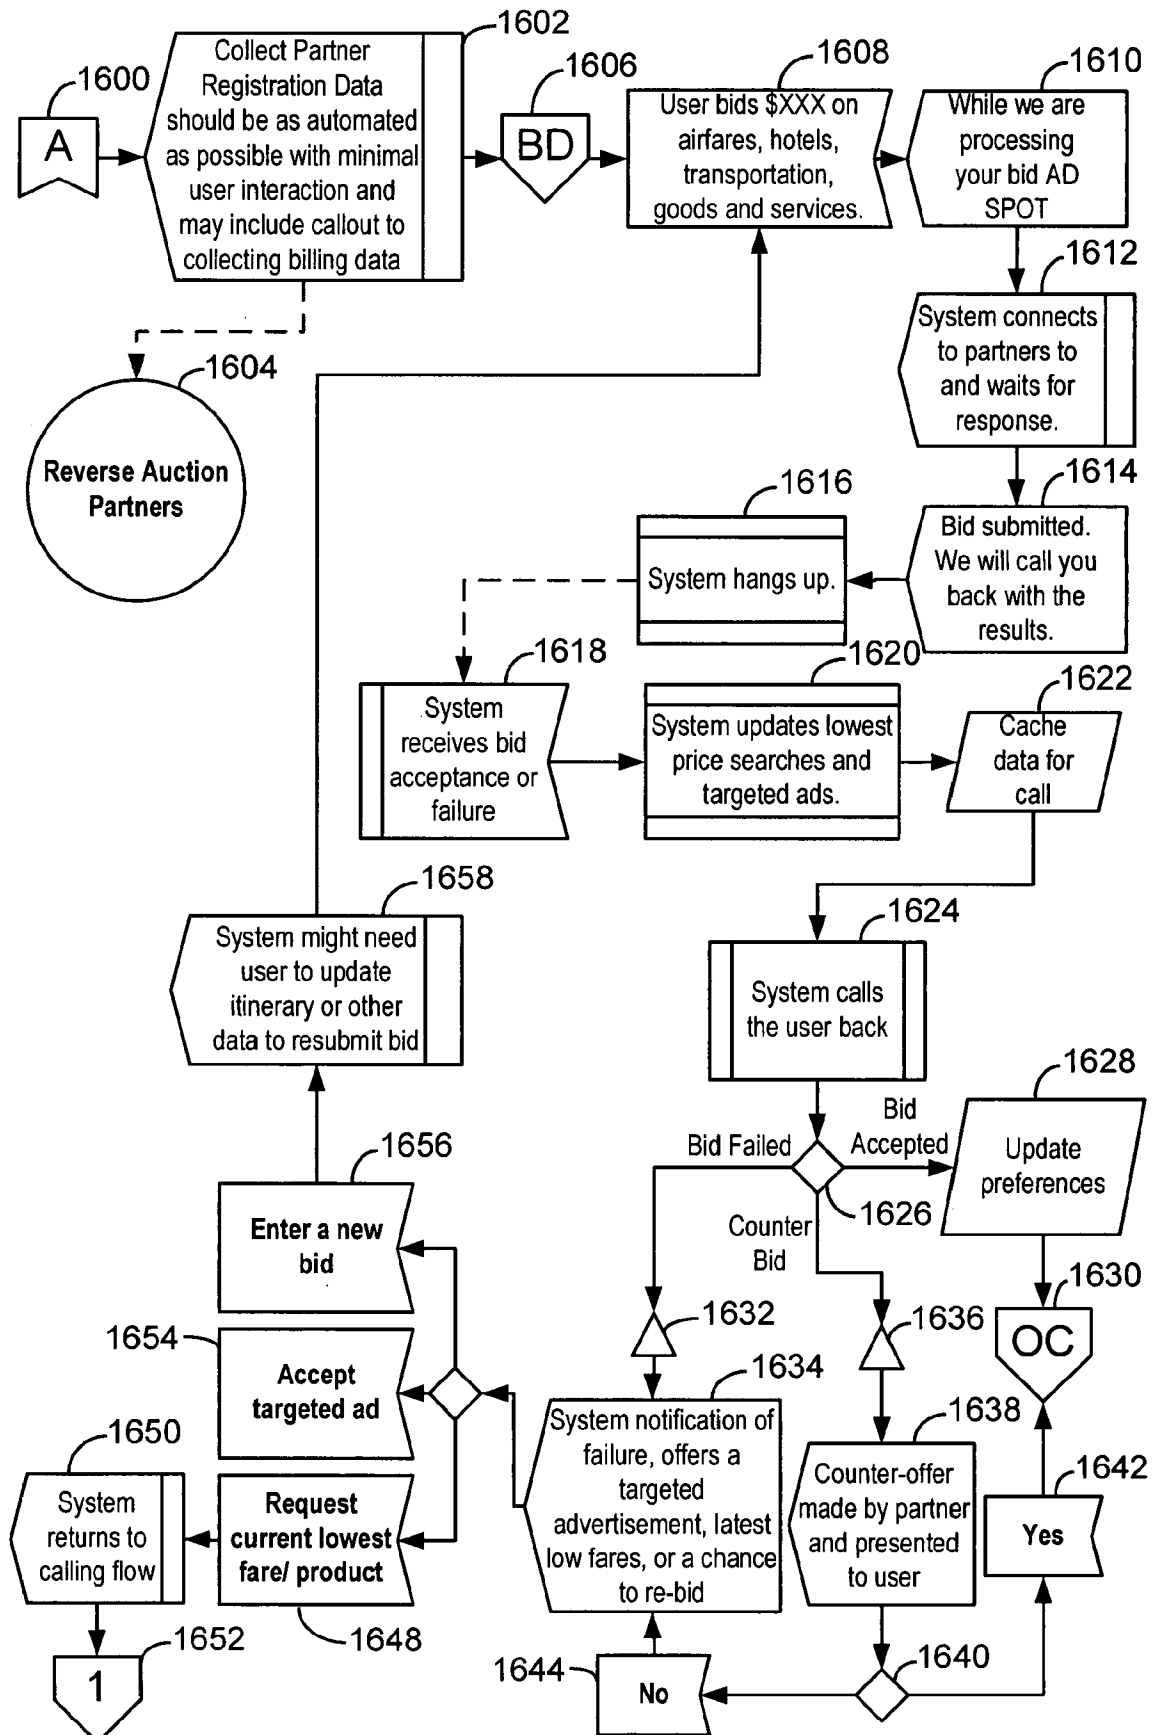 1600
A
1602
Collect Partner
Registration Data
should be as automated
as possible with minimal
user interaction and
may include callout to
collecting billing data
1606
BD
1608
User bids $XXX on
airfares, hotels,
transportation,
goods and services.
1610
While we are
processing
your bid AD
SPOT
1604
Reverse Auction
Partners
1612
System connects
to partners to
and waits for
response.
1614
Bid submitted.
We will call you
back with the
results.
1616
System hangs up.
1618
System
receives bid
acceptance or
failure
1620
System updates lowest
price searches and
targeted ads.
1622
Cache
data for
call
1658
System might need
user to update
itinerary or other
data to resubmit bid
1624
System calls
the user back
1628
Update
preferences
Bid Failed
Bid
Accepted
1626
Counter
Bid
1656
Enter a new
bid
1630
OC
1632
1636
1654
Accept
targeted ad
1634
System notification of
failure, offers a
targeted
advertisement, latest
low fares, or a chance
to re-bid
1638
Counter-offer
made by partner
and presented
to user
1642
Yes
1650
System
returns to
calling flow
Request
current lowest
fare/ product
1648
1652
1
1644
No
1640